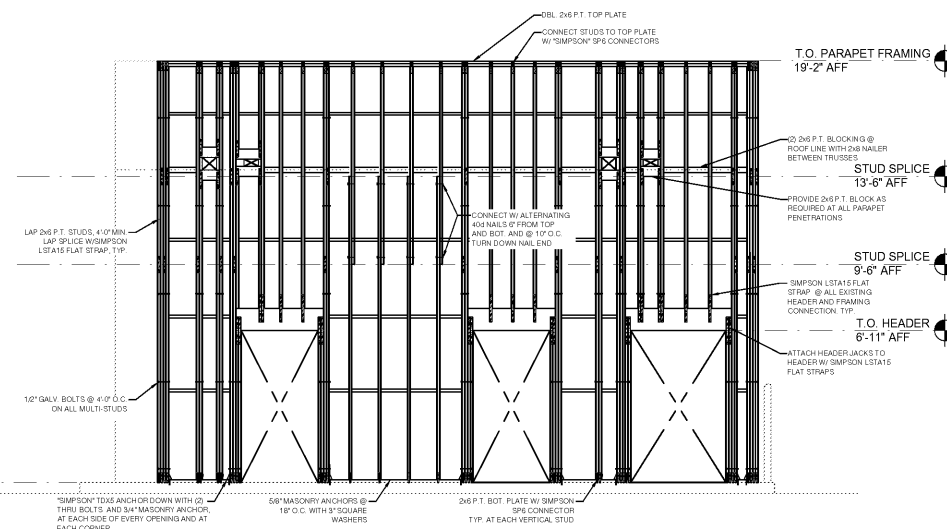 DBL. 2x6 P.T. TOP PLATE
CONNECT STUDS TO TOP PLATE
W/ "SIMPSON" SP6 CONNECTORS
T.O. PARAPET FRAMING
19'-2" AFF
(2) 2x6 P.T. BLOCKING @
ROOF LINE WITH 2x8 NAILER
BETWEEN TRUSSES
STUD SPLICE
13'-6" AFF
PROVIDE 2x6 P.T. BLOCK AS
REQUIRED AT ALL PARAPET
PENETRATIONS
CONNECT W/ ALTERNATING
40d NAILS 6" FROM TOP
AND BOT. AND @ 10" O.C.
TURN DOWN NAIL END
LAP 2x6 P.T. STUDS, 4'-0" MIN.
LAP SPLICE W/SIMPSON
LSTA15 FLAT STRAP, TYP.
STUD SPLICE
9'-6" AFF
SIMPSON LSTA15 FLAT
STRAP @ ALL EXISTING
HEADER AND FRAMING
CONNECTION. TYP.
T.O. HEADER
6'-11" AFF
ATTACH HEADER JACKS TO
HEADER W/ SIMPSON LSTA15
FLAT STRAPS
1/2" GALV. BOLTS @ 4'-0" O.C.
ON ALL MULTI-STUDS
"SIMPSON" TDX5 ANCHOR DOWN WITH (2)
THRU BOLTS AND 3/4" MASONRY ANCHOR,
AT EACH SIDE OF EVERY OPENING AND AT
EACH CORNER
5/8" MASONRY ANCHORS @
18" O.C. WITH 3" SQUARE
WASHERS
2x6 P.T. BOT. PLATE W/ SIMPSON
SP6 CONNECTOR
TYP. AT EACH VERTICAL STUD